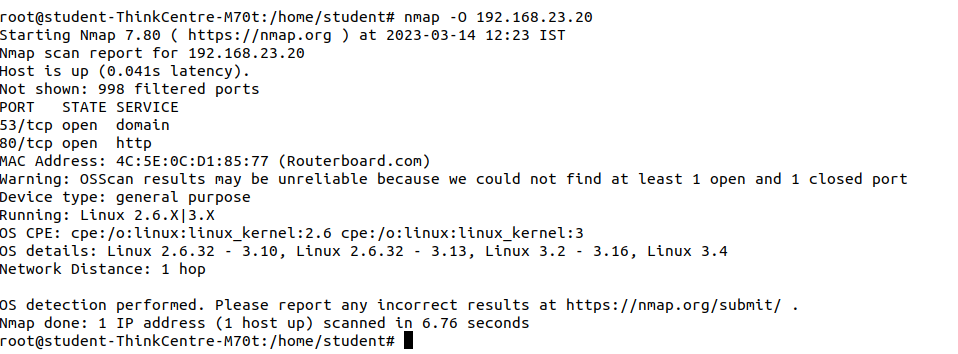 root@student-ThinkCentre-M70t:/home/student# nmap -O 192.168.23.20
Starting Nmap 7.80 ( https://nmap.org ) at 2023-03-14 12:23 IST
Nmap scan report for 192.168.23.20
Host is up (0.041s latency).
Not shown: 998 filtered ports
PORT   STATE SERVICE
53/tcp open  domain
80/tcp open  http
MAC Address: 4C:5E:0C:D1:85:77 (Routerboard.com)
Warning: OSScan results may be unreliable because we could not find at least 1 open and 1 closed port
Device type: general purpose
Running: Linux 2.6.X|3.X
OS CPE: cpe:/o:linux:linux_kernel:2.6 cpe:/o:linux:linux_kernel:3
OS details: Linux 2.6.32 - 3.10, Linux 2.6.32 - 3.13, Linux 3.2 - 3.16, Linux 3.4
Network Distance: 1 hop

OS detection performed. Please report any incorrect results at https://nmap.org/submit/ .
Nmap done: 1 IP address (1 host up) scanned in 6.76 seconds
root@student-ThinkCentre-M70t:/home/student#